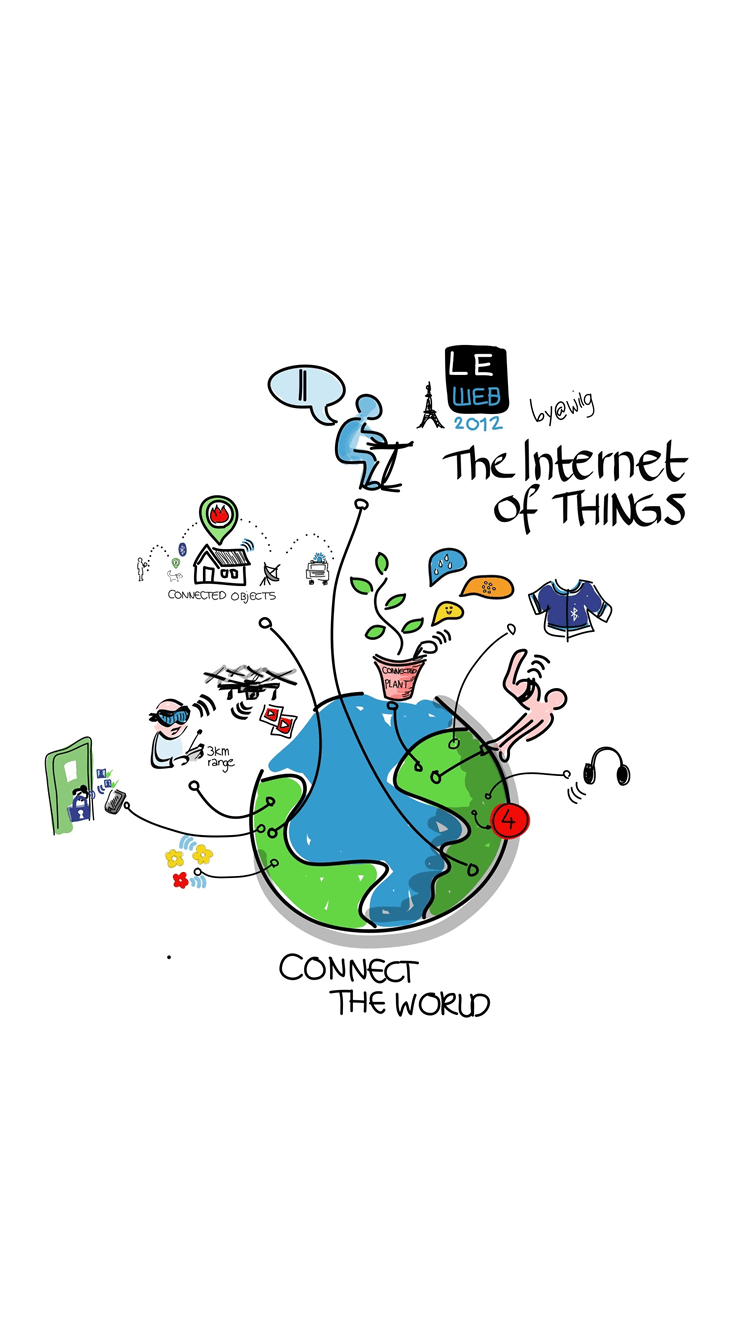 LE
WEB
2012
by@wilg
The Internet
of THINGS
CONNECTED OBJECTS
CONNECTED
PLANT
3km
range
4
CONNECT
THE WORLD